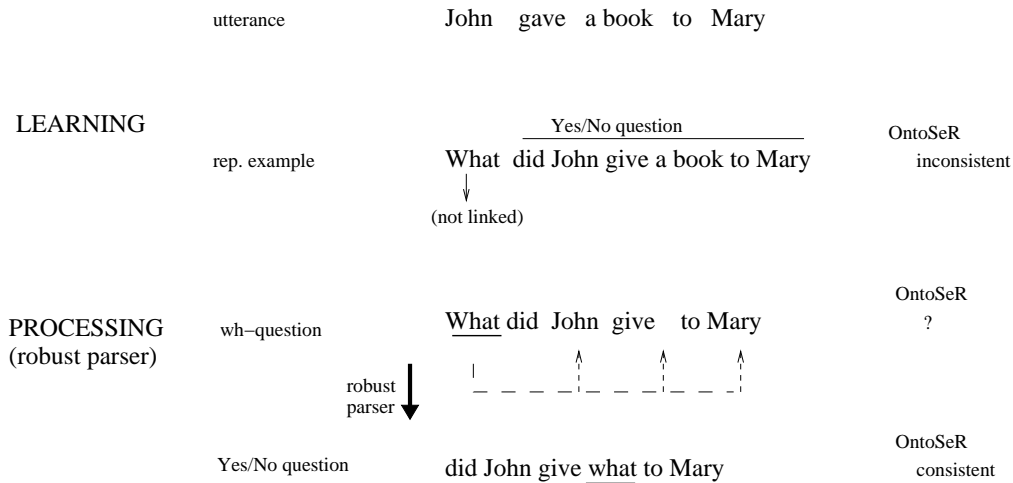 utterance John gave a book to Mary
LEARNING
Yes/No question
OntoSeR
rep. example What did John give a book to Mary inconsistent
(not linked)
OntoSeR
PROCESSING wh−question What did John give to Mary ?
(robust parser)
robust
parser
OntoSeR
Yes/No question did John give what to Mary consistent